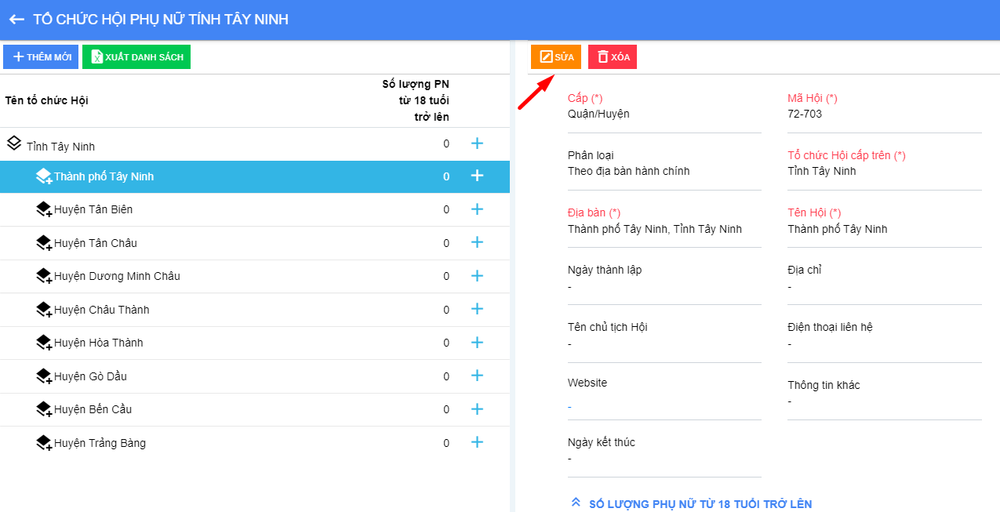 TỔ CHỨC HỘI PHỤ NỮ TỈNH TÂY NINH
THÊM MỚI
XUẤT DANH SÁCH
Tên tổ chức Hội
Số lượng PN
từ 18 tuổi
trở lên
Tỉnh Tây Ninh 0
Thành phố Tây Ninh 0
Huyện Tân Biên 0
Huyện Tân Châu 0
Huyện Dương Minh Châu 0
Huyện Châu Thành 0
Huyện Hòa Thành 0
Huyện Gò Dầu 0
Huyện Bến Cầu 0
Huyện Trảng Bàng 0
SỬA
XÓA
Cấp (*)
Quận/Huyện
Mã Hội (*)
72-703
Phân loại
Theo địa bàn hành chính
Tổ chức Hội cấp trên (*)
Tỉnh Tây Ninh
Địa bàn (*)
Thành phố Tây Ninh, Tỉnh Tây Ninh
Tên Hội (*)
Thành phố Tây Ninh
Ngày thành lập
-
Địa chỉ
-
Tên chủ tịch Hội
-
Điện thoại liên hệ
-
Website
-
Thông tin khác
-
Ngày kết thúc
-
SỐ LƯỢNG PHỤ NỮ TỪ 18 TUỔI TRỞ LÊN